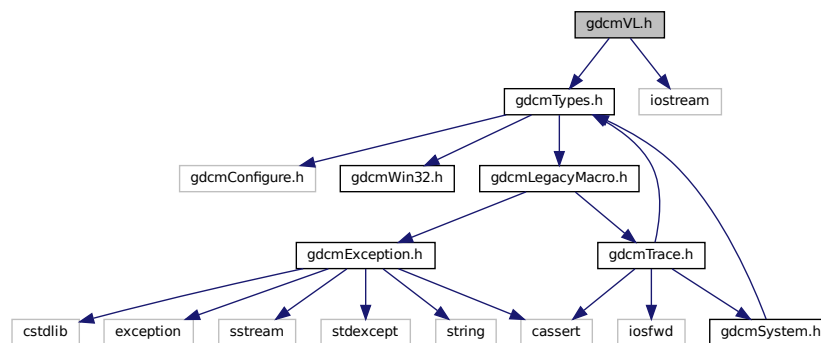 gdcmVL.h
gdcmTypes.h
iostream
gdcmConfigure.h
gdcmWin32.h
gdcmLegacyMacro.h
gdcmException.h
gdcmTrace.h
cstdlib
exception
sstream
stdexcept
string
cassert
iosfwd
gdcmSystem.h